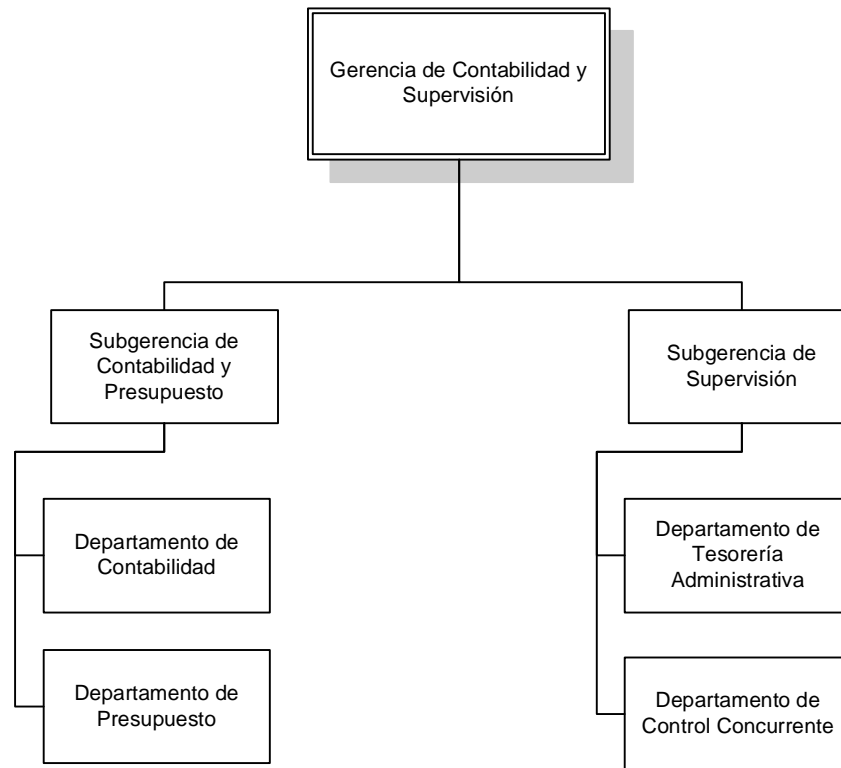 Gerencia de Contabilidad y
Supervisión
Subgerencia de
Contabilidad y
Presupuesto
Subgerencia de
Supervisión
Departamento de
Contabilidad
Departamento de
Tesorería
Administrativa
Departamento de
Presupuesto
Departamento de
Control Concurrente